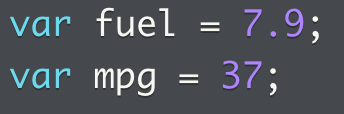 var fuel = 7.9;
var mpg = 37;